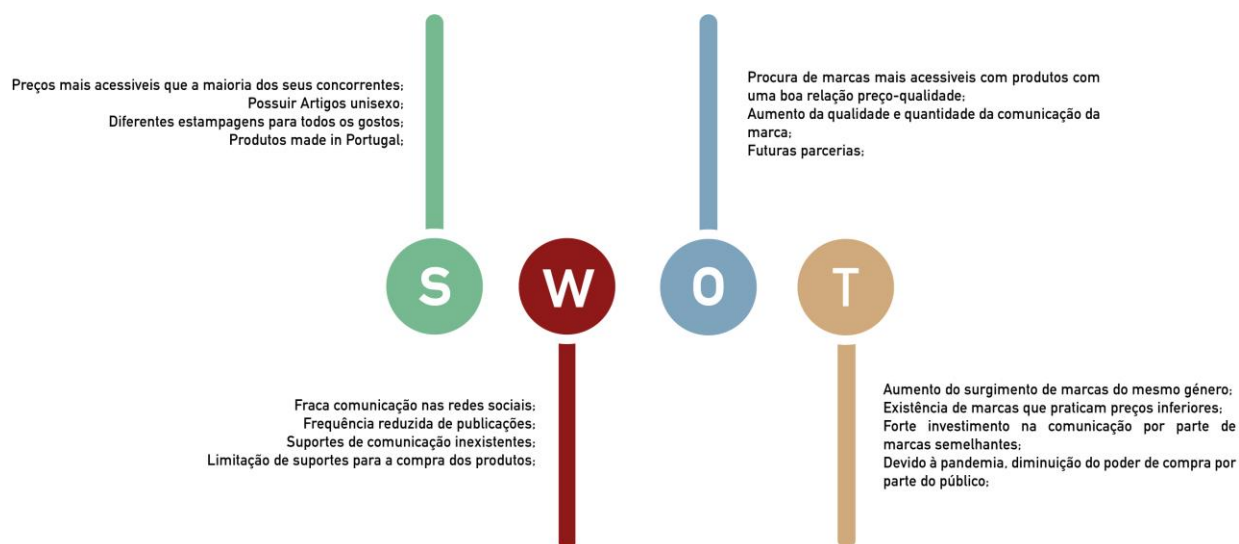 Preços mais acessiveis que a maioria dos seus concorrentes;
Possuir Artigos unisexo;
Diferentes estampagens para todos os gostos;
Produtos made in Portugal;
Procura de marcas mais acessiveis com produtos com
uma boa relação preço-qualidade;
Aumento da qualidade e quantidade da comunicação da
marca;
Futuras parcerias;
S W O T
Fraca comunicação nas redes sociais;
Frequência reduzida de publicações;
Suportes de comunicação inexistentes;
Limitação de suportes para a compra dos produtos;
Aumento do surgimento de marcas do mesmo género;
Existência de marcas que praticam preços inferiores;
Forte investimento na comunicação por parte de
marcas semelhantes;
Devido à pandemia, diminuição do poder de compra por
parte do público;